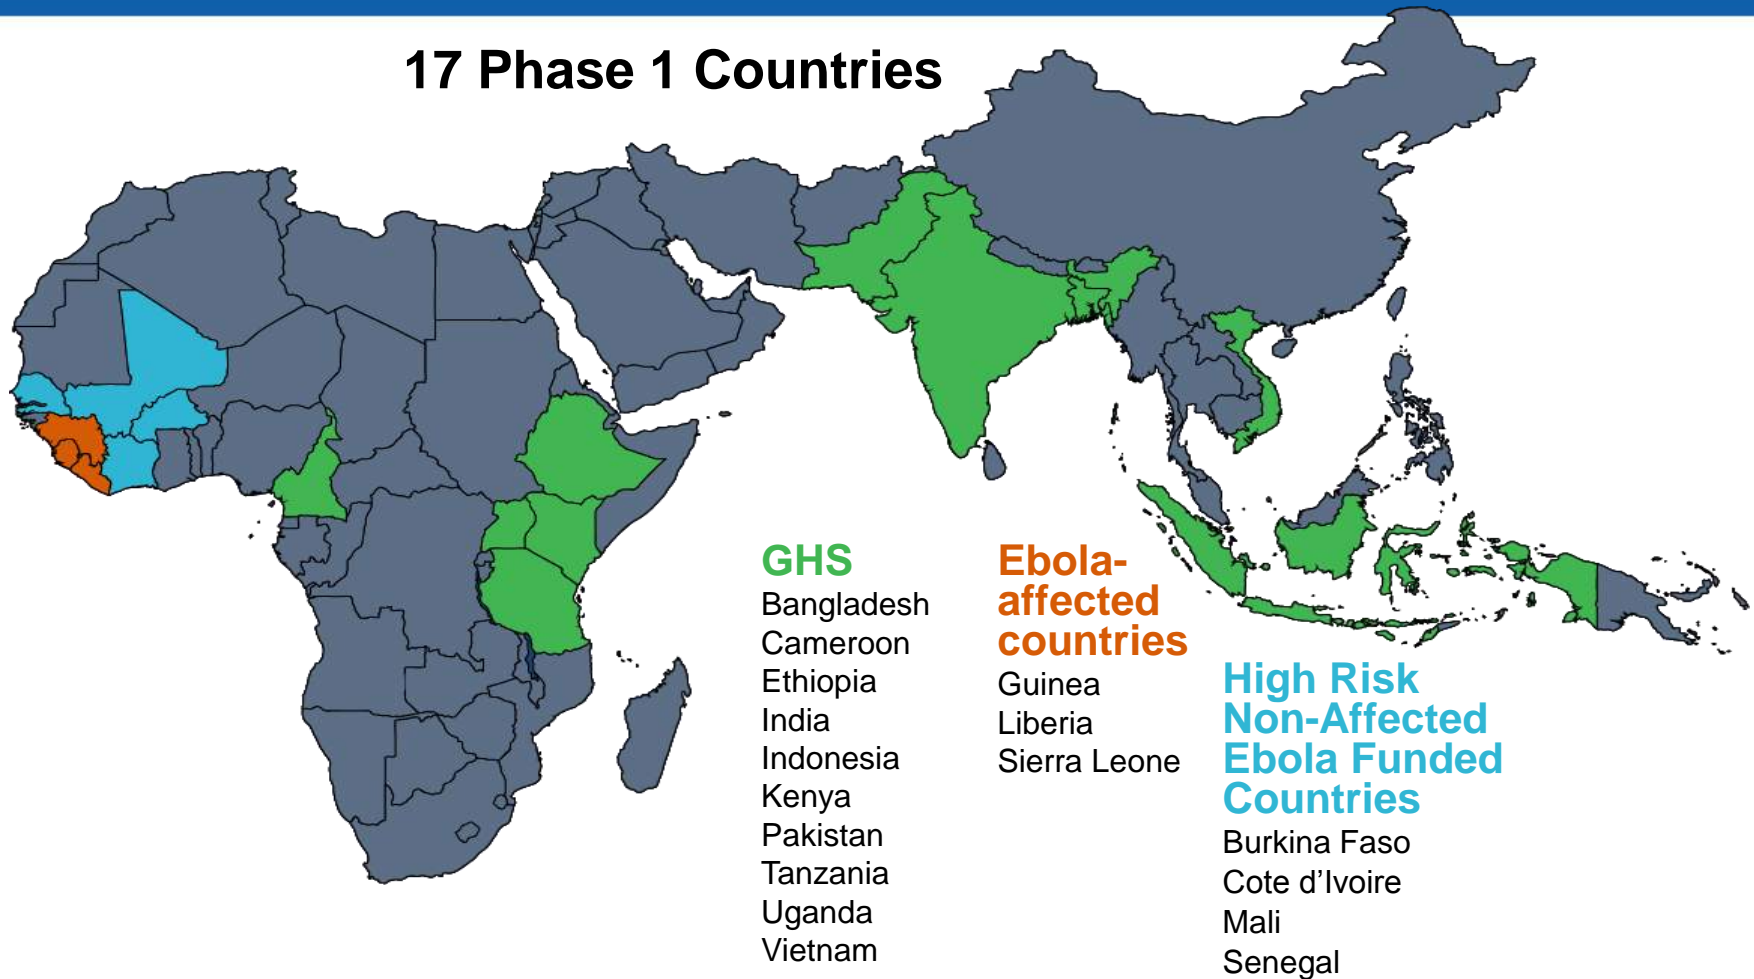 17 Phase 1 Countries
GHS
Bangladesh
Cameroon
Ethiopia
India
Indonesia
Kenya
Pakistan
Tanzania
Uganda
Vietnam
Ebola-
affected
countries
Guinea
Liberia
Sierra Leone
High Risk
Non-Affected
Ebola Funded
Countries
Burkina Faso
Cote d’Ivoire
Mali
Senegal